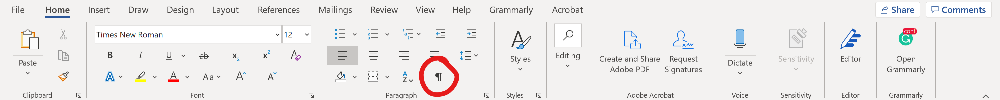 File Home Insert Draw Design Layout References Mailings Review View Help Grammarly Acrobat Share Comments
Times New Roman 12
Paste
B I U ab x₂ x² A
A A Aa A A
A Z ¶
Styles
Editing
Create and Share
Adobe PDF
Request
Signatures
Dictate
Sensitivity
Editor
conf
G
Open
Grammarly
Clipboard Font Paragraph Styles Adobe Acrobat Voice Sensitivity Editor Grammarly